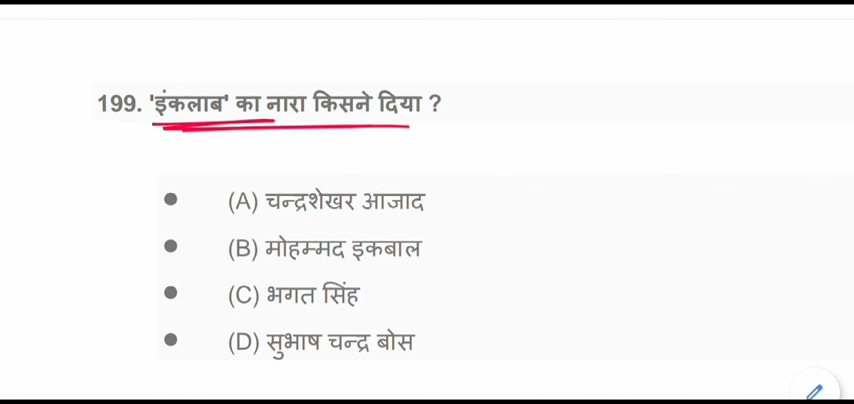 199. 'इंकलाब' का नारा किसने दिया ?
(A) चन्द्रशेखर आजाद
(B) मोहम्मद इकबाल
(C) भगत सिंह
(D) सुभाष चन्द्र बोस